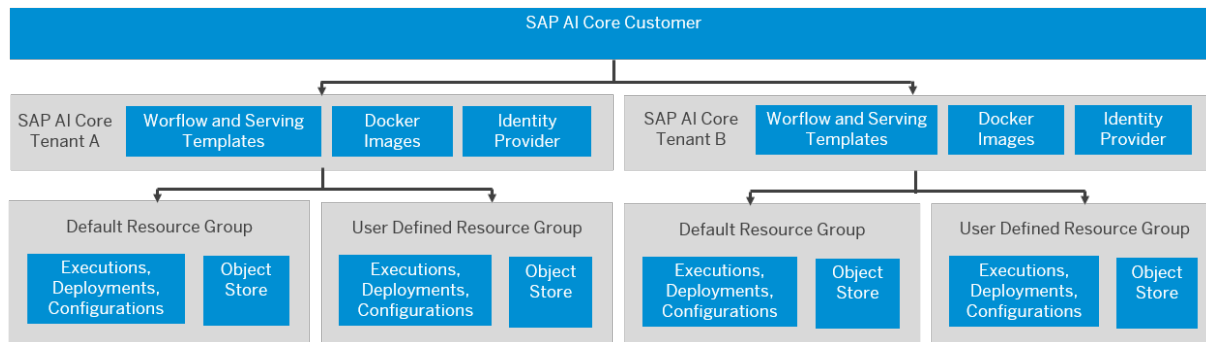 SAP AI Core Customer
SAP AI Core
Tenant A
Worflow and Serving
Templates
Docker
Images
Identity
Provider
SAP AI Core
Tenant B
Worflow and Serving
Templates
Docker
Images
Identity
Provider
Default Resource Group
Executions,
Deployments,
Configurations
Object
Store
User Defined Resource Group
Executions,
Deployments,
Configurations
Object
Store
Default Resource Group
Executions,
Deployments,
Configurations
Object
Store
User Defined Resource Group
Executions,
Deployments,
Configurations
Object
Store